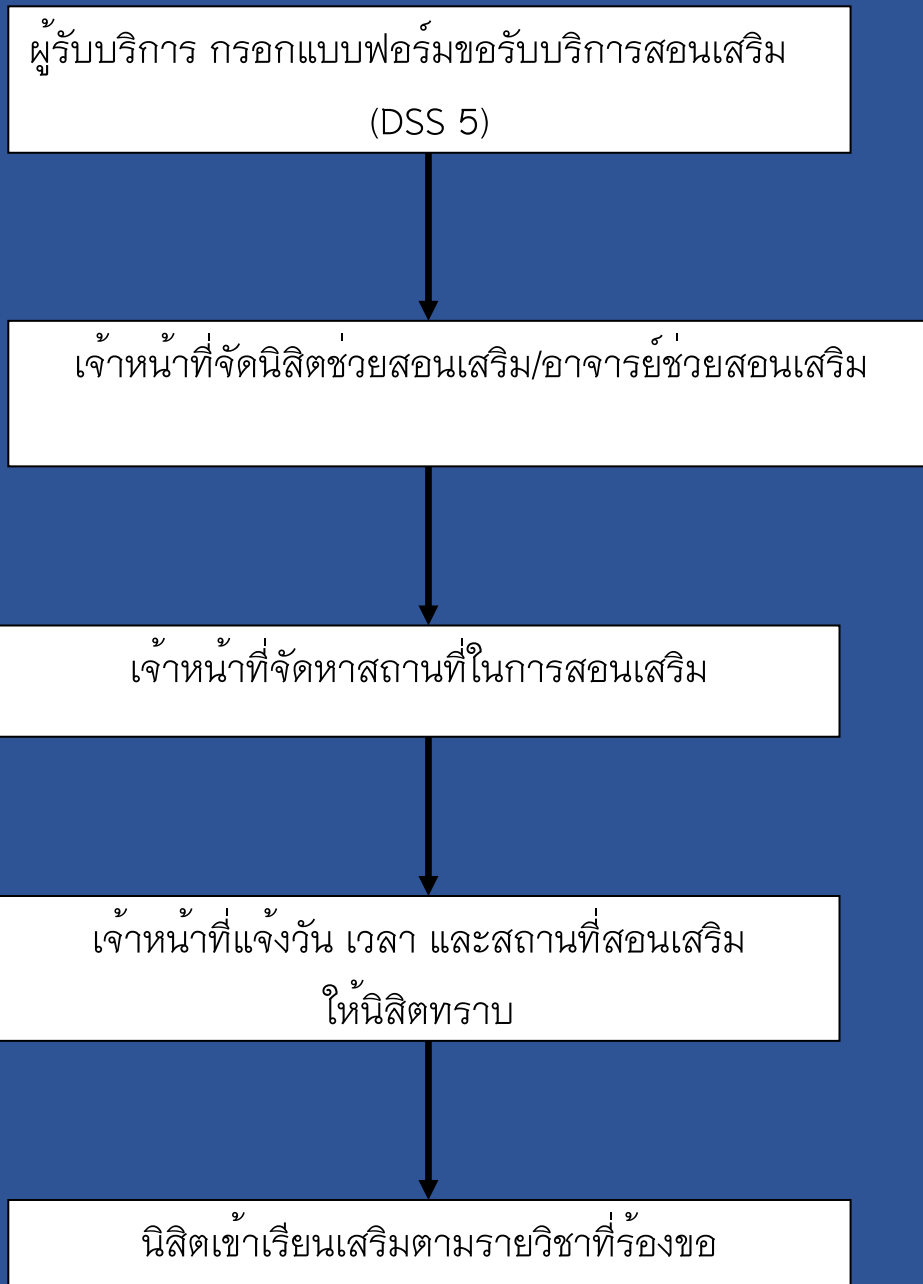 ผู้รับบริการ กรอกแบบฟอร์มขอรับบริการสอนเสริม
(DSS 5)
เจ้าหน้าที่จัดนิสิตช่วยสอนเสริม/อาจารย์ช่วยสอนเสริม
เจ้าหน้าที่จัดหาสถานที่ในการสอนเสริม
เจ้าหน้าที่แจ้งวัน เวลา และสถานที่สอนเสริม
ให้นิสิตทราบ
นิสิตเข้าเรียนเสริมตามรายวิชาที่ร้องขอ